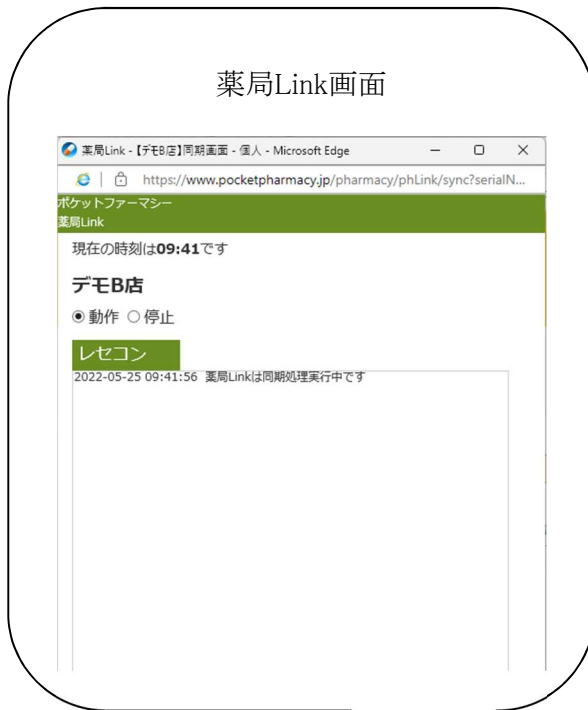 薬局Link画面
薬局Link - 【デモB店】同期画面 - 個人 - Microsoft Edge
https://www.pocketpharmacy.jp/pharmacy/phLink/sync?serialN...
ポケットファーマシー
薬局Link
現在の時刻は09:41です
デモB店
動作 停止
レセコン
2022-05-25 09:41:56 薬局Linkは同期処理実行中です